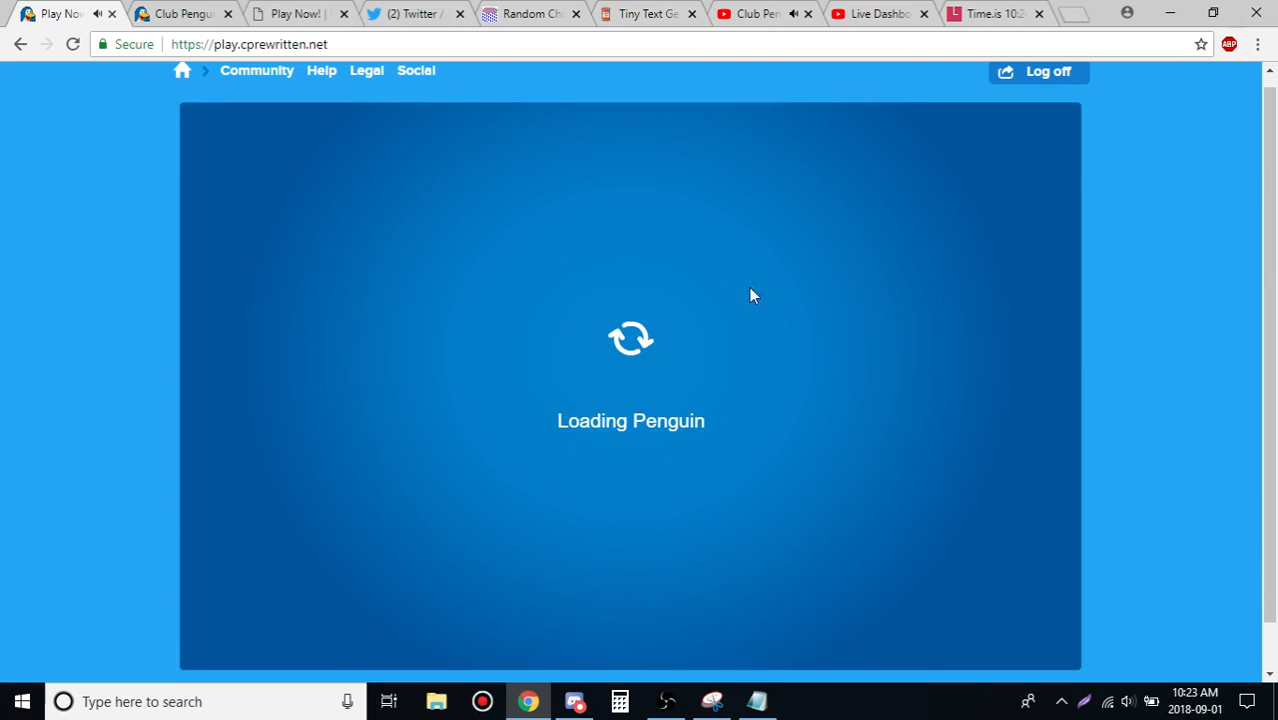 Play Now
Club Pengu
Play Now! |
(2) Twitter /
Random Ch
Tiny Text Ge
Club Pen
Live Dashbo
Time.is 10:2
Secure
https://play.cprewritten.net
ABP
Community
Help
Legal
Social
Log off
Loading Penguin
Type here to search
10:23 AM
2018-09-01